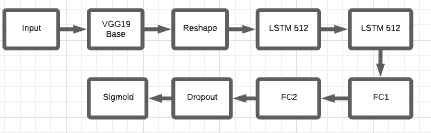 Input
VGG19
Base
Reshape
LSTM 512
LSTM 512
FC1
FC2
Dropout
Sigmoid